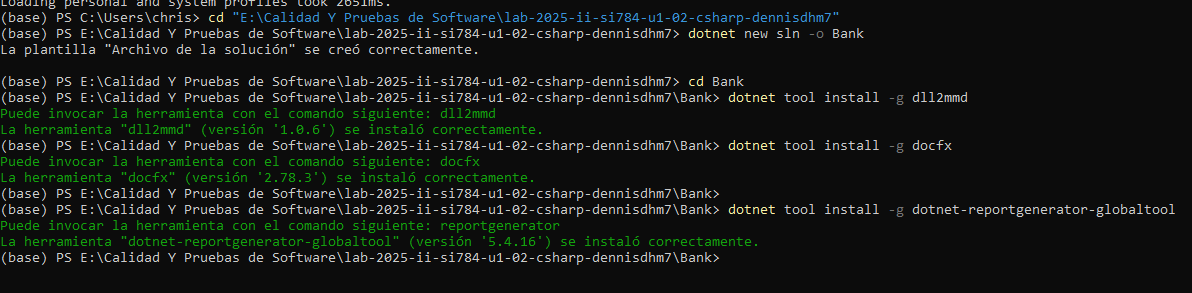 Loading personal and system profiles took 2651ms.
(base) PS C:\Users\chris> cd "E:\Calidad Y Pruebas de Software\lab-2025-ii-si784-u1-02-csharp-dennisdhm7"
(base) PS E:\Calidad Y Pruebas de Software\lab-2025-ii-si784-u1-02-csharp-dennisdhm7> dotnet new sln -o Bank
La plantilla "Archivo de la solución" se creó correctamente.
(base) PS E:\Calidad Y Pruebas de Software\lab-2025-ii-si784-u1-02-csharp-dennisdhm7> cd Bank
(base) PS E:\Calidad Y Pruebas de Software\lab-2025-ii-si784-u1-02-csharp-dennisdhm7\Bank> dotnet tool install -g dll2mmd
Puede invocar la herramienta con el comando siguiente: dll2mmd
La herramienta "dll2mmd" (versión '1.0.6') se instaló correctamente.
(base) PS E:\Calidad Y Pruebas de Software\lab-2025-ii-si784-u1-02-csharp-dennisdhm7\Bank> dotnet tool install -g docfx
Puede invocar la herramienta con el comando siguiente: docfx
La herramienta "docfx" (versión '2.78.3') se instaló correctamente.
(base) PS E:\Calidad Y Pruebas de Software\lab-2025-ii-si784-u1-02-csharp-dennisdhm7\Bank>
(base) PS E:\Calidad Y Pruebas de Software\lab-2025-ii-si784-u1-02-csharp-dennisdhm7\Bank> dotnet tool install -g dotnet-reportgenerator-globaltool
Puede invocar la herramienta con el comando siguiente: reportgenerator
La herramienta "dotnet-reportgenerator-globaltool" (versión '5.4.16') se instaló correctamente.
(base) PS E:\Calidad Y Pruebas de Software\lab-2025-ii-si784-u1-02-csharp-dennisdhm7\Bank>